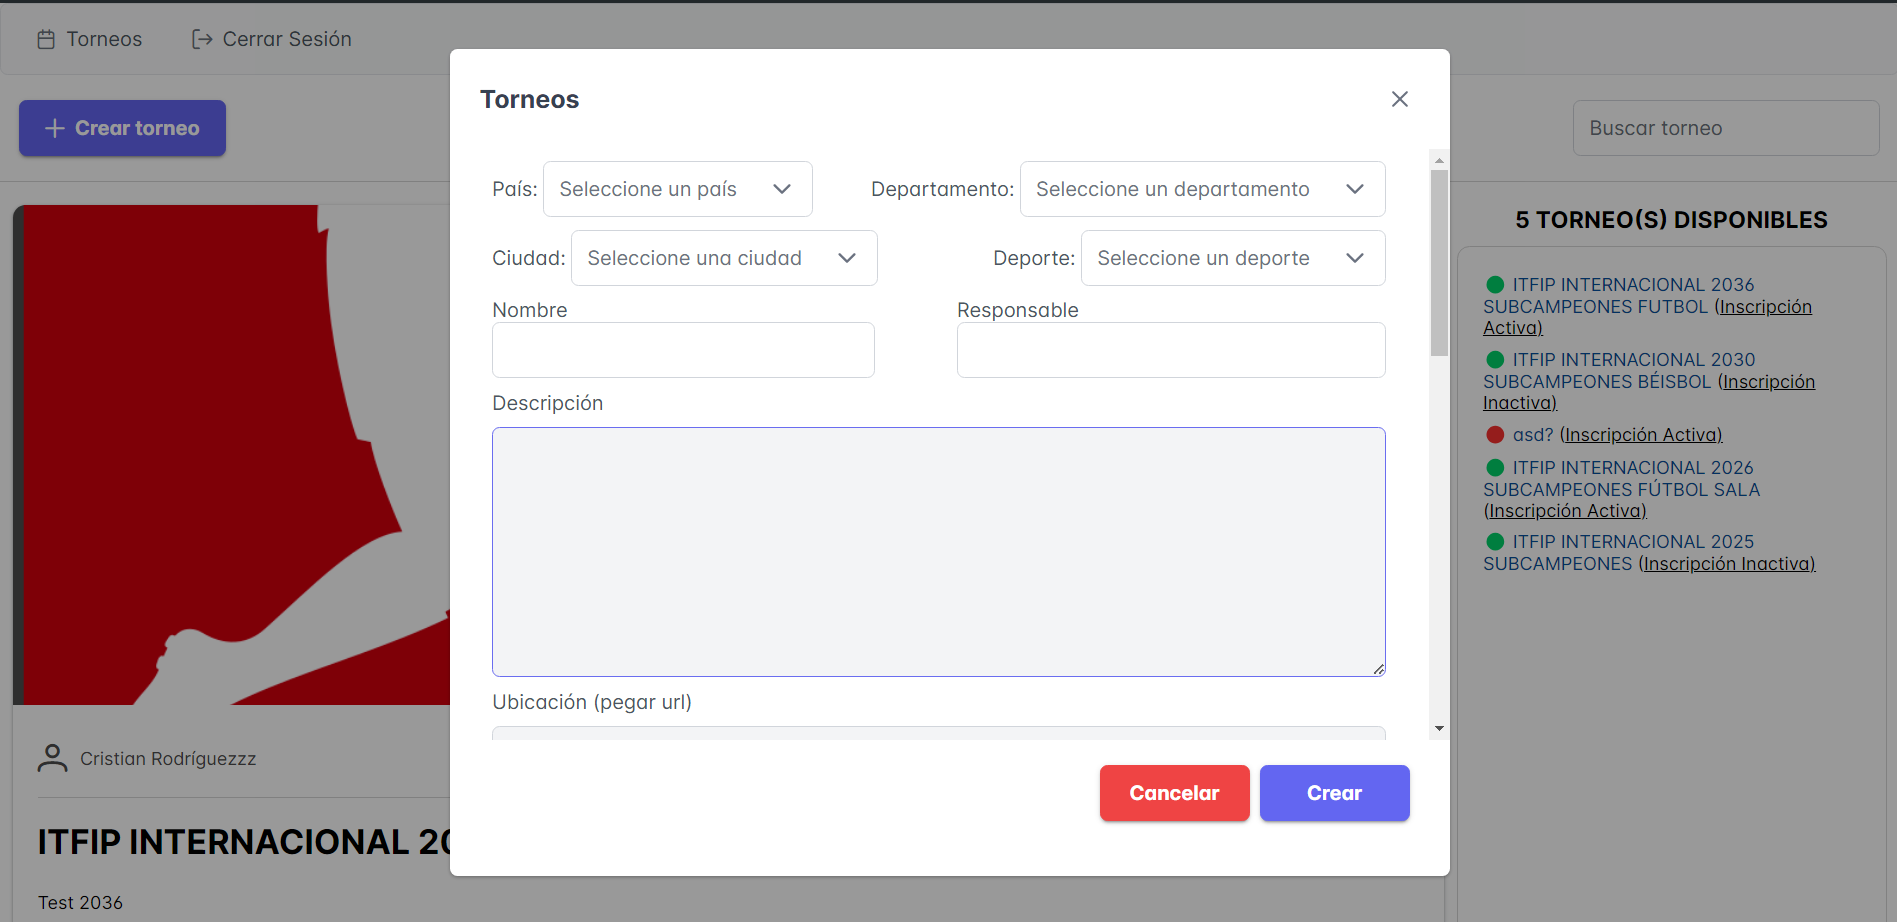 Torneos
Cerrar Sesión
Crear torneo
Buscar torneo
Torneos
País: Seleccione un país
Departamento: Seleccione un departamento
Ciudad: Seleccione una ciudad
Deporte: Seleccione un deporte
Nombre
Responsable
Descripción
Ubicación (pegar url)
Cancelar
Crear
Cristian Rodríguezzz
ITFIP INTERNACIONAL
Test 2036
5 TORNEO(S) DISPONIBLES
ITFIP INTERNACIONAL 2036
SUBCAMPEONES FUTBOL (Inscripción
Activa)
ITFIP INTERNACIONAL 2030
SUBCAMPEONES BÉISBOL (Inscripción
Inactiva)
asd? (Inscripción Activa)
ITFIP INTERNACIONAL 2026
SUBCAMPEONES FÚTBOL SALA
(Inscripción Activa)
ITFIP INTERNACIONAL 2025
SUBCAMPEONES (Inscripción Inactiva)